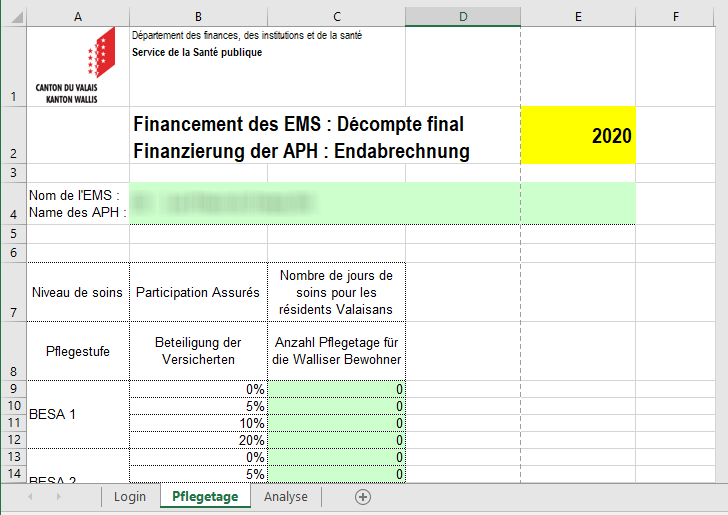 A B C D E F
1
CANTON DU VALAIS
KANTON WALLIS
Département des finances, des institutions et de la santé
Service de la Santé publique
2
Financement des EMS : Décompte final
Finanzierung der APH : Endabrechnung
2020
3
4
Nom de l'EMS :
Name des APH :
5
6
7
Niveau de soins
Participation Assurés
Nombre de jours de
soins pour les
résidents Valaisans
8
Pflegestufe
Beteiligung der
Versicherten
Anzahl Pflegetage für
die Walliser Bewohner
BESA 1
9 0% 0
10 5% 0
11 10% 0
12 20% 0
BESA 2
13 0% 0
14 5% 0
Login Pflegetage Analyse